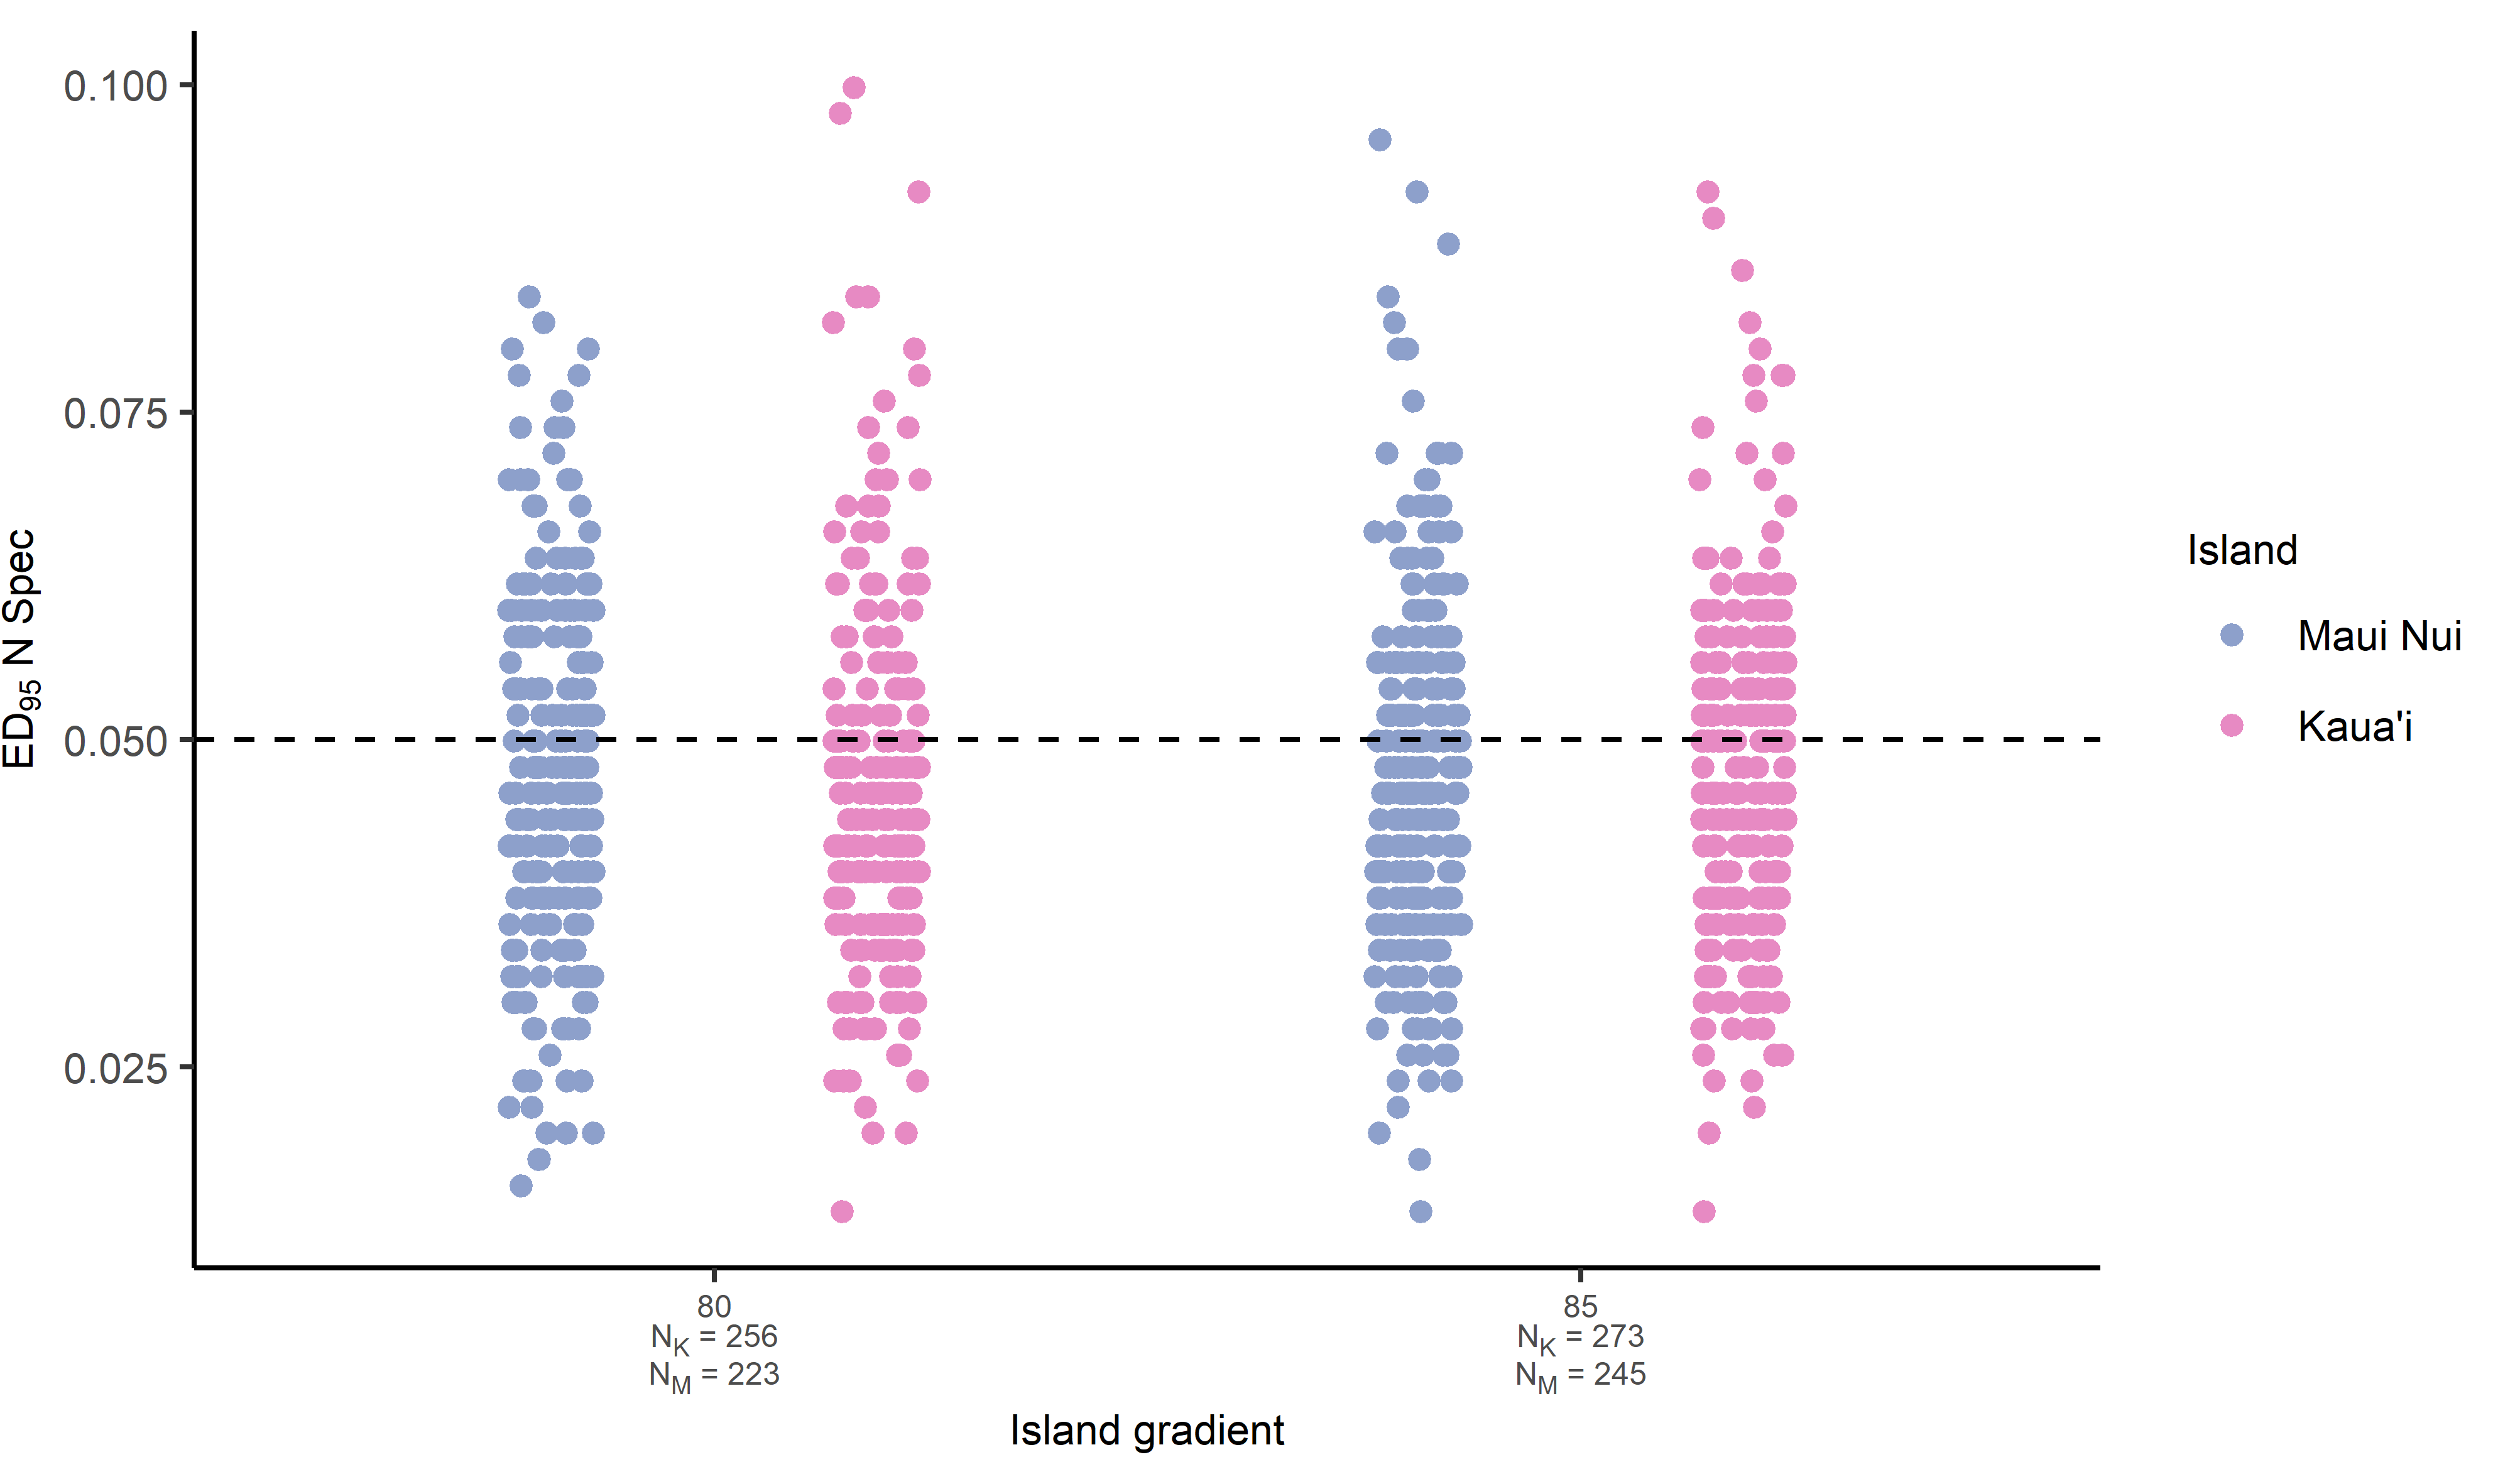 0.100
0.075
0.050
0.025
ED95 N Spec
80
NK = 256
NM = 223
85
NK = 273
NM = 245
Island gradient
Island
Maui Nui
Kaua'i